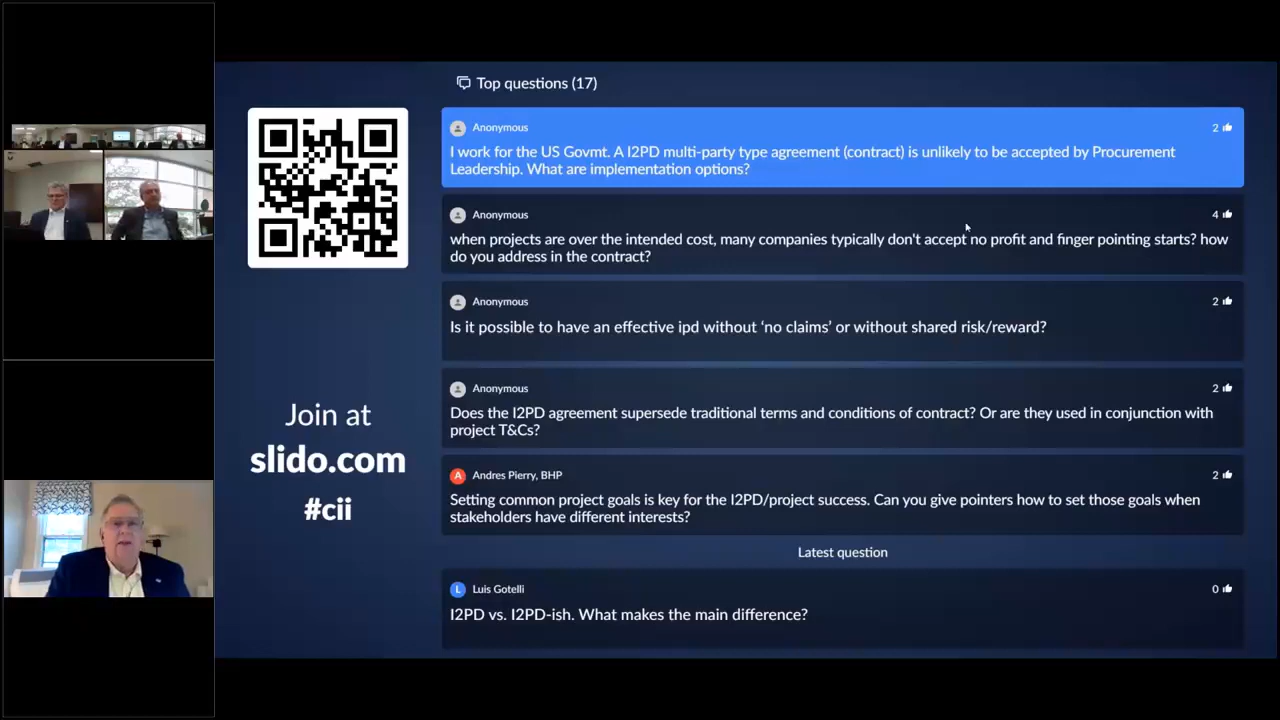 Top questions (17)
Anonymous
2
I work for the US Govmt. A I2PD multi-party type agreement (contract) is unlikely to be accepted by Procurement
Leadership. What are implementation options?
Anonymous
4
when projects are over the intended cost, many companies typically don't accept no profit and finger pointing starts? how
do you address in the contract?
Anonymous
2
Is it possible to have an effective ipd without ‘no claims’ or without shared risk/reward?
Anonymous
2
Does the I2PD agreement supersede traditional terms and conditions of contract? Or are they used in conjunction with
project T&Cs?
A
Andres Pierry, BHP
2
Setting common project goals is key for the I2PD/project success. Can you give pointers how to set those goals when
stakeholders have different interests?
Latest question
L
Luis Gotelli
0
I2PD vs. I2PD-ish. What makes the main difference?
Join at
slido.com
#cii